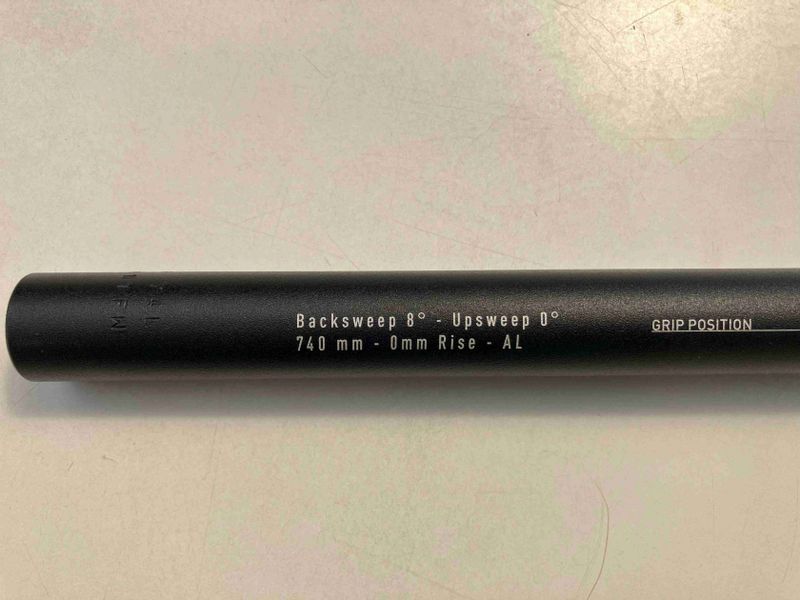 Backsweep 8° - Upsweep 0°
740 mm - 0mm Rise - AL
GRIP POSITION